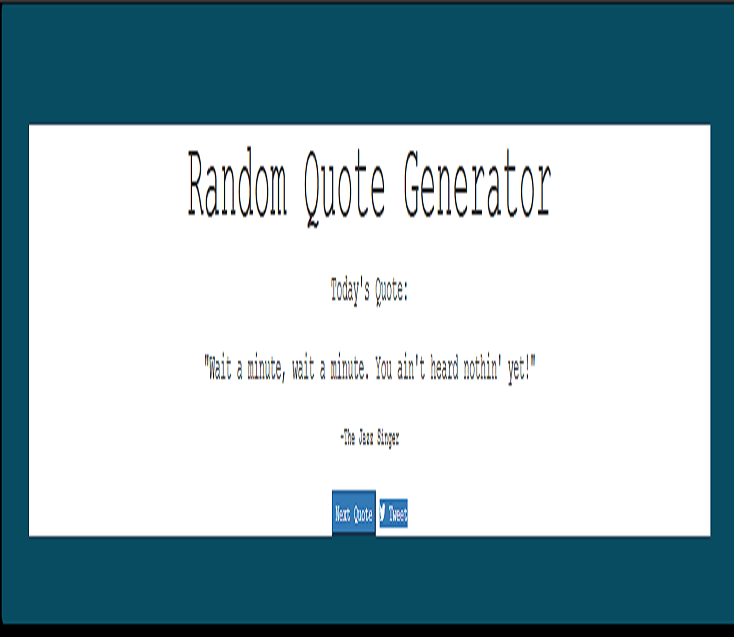 Random Quote Generator
Today's Quote:
"Wait a minute, wait a minute. You ain't heard nothin' yet!"
-The Jazz Singer
Next Quote Tweet